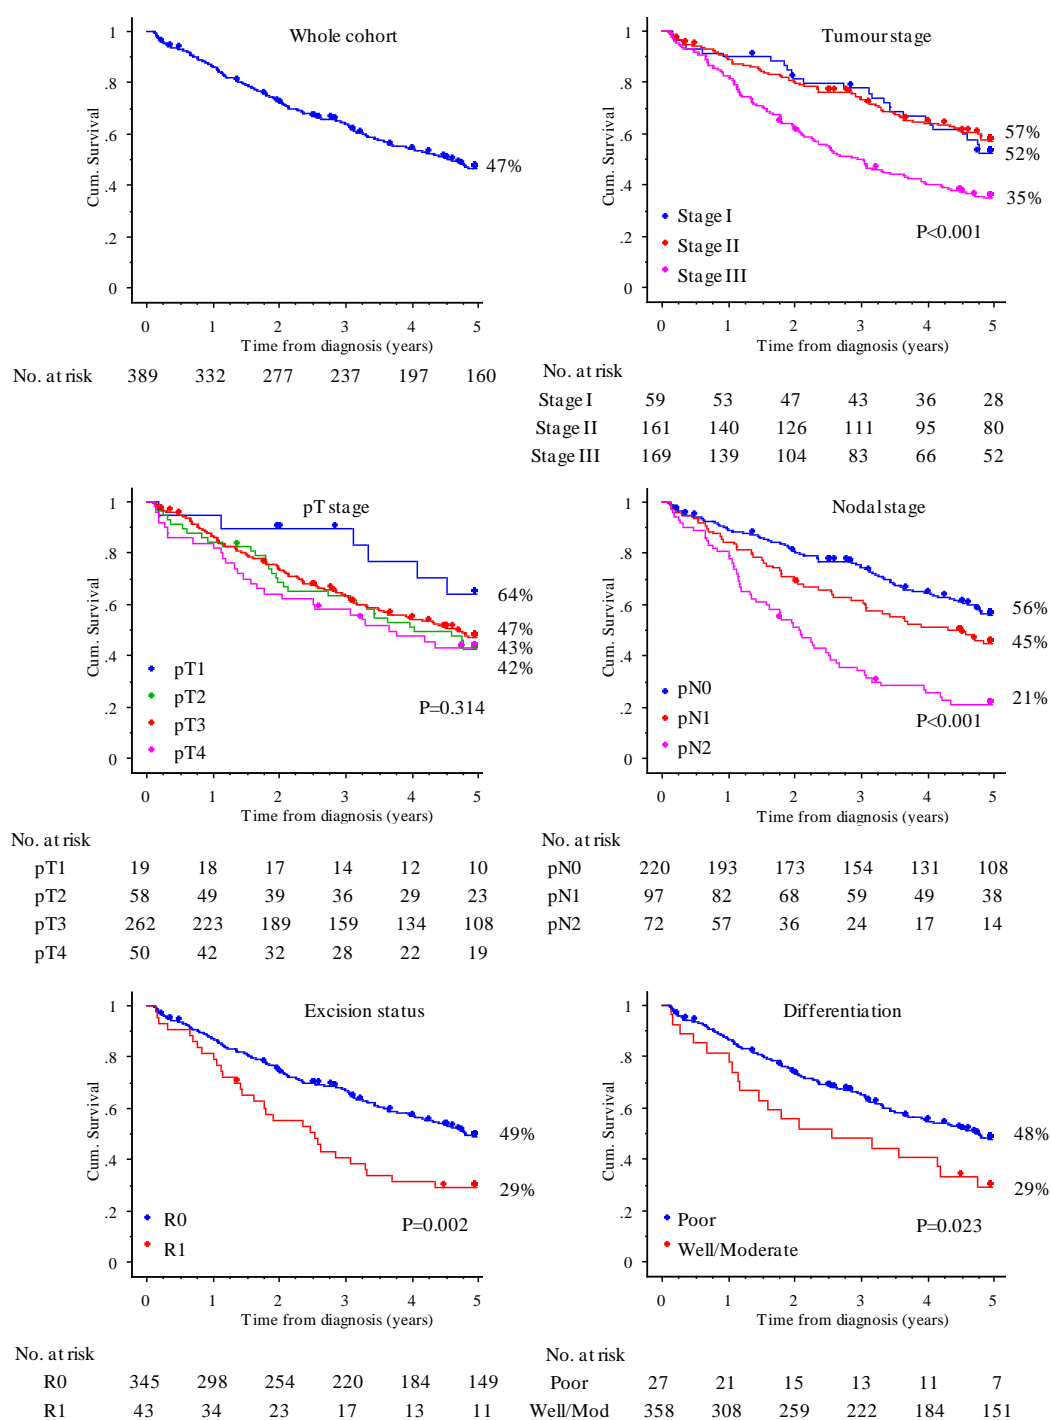 Whole cohort
Cum. Survival
1
.8
.6
.4
.2
0
47%
0 1 2 3 4 5
Time from diagnosis (years)
No. at risk 389 332 277 237 197 160
Tumour stage
Cum. Survival
1
.8
.6
.4
.2
0
57%
52%
35%
Stage I
Stage II
Stage III
P<0.001
0 1 2 3 4 5
Time from diagnosis (years)
No. at risk
Stage I 59 53 47 43 36 28
Stage II 161 140 126 111 95 80
Stage III 169 139 104 83 66 52
pT stage
Cum. Survival
1
.8
.6
.4
.2
0
64%
47%
43%
42%
pT1
pT2
pT3
pT4
P=0.314
0 1 2 3 4 5
Time from diagnosis (years)
No. at risk
pT1 19 18 17 14 12 10
pT2 58 49 39 36 29 23
pT3 262 223 189 159 134 108
pT4 50 42 32 28 22 19
Nodal stage
Cum. Survival
1
.8
.6
.4
.2
0
56%
45%
21%
pN0
pN1
pN2
P<0.001
0 1 2 3 4 5
Time from diagnosis (years)
No. at risk
pN0 220 193 173 154 131 108
pN1 97 82 68 59 49 38
pN2 72 57 36 24 17 14
Excision status
Cum. Survival
1
.8
.6
.4
.2
0
49%
29%
R0
R1
P=0.002
0 1 2 3 4 5
Time from diagnosis (years)
No. at risk
R0 345 298 254 220 184 149
R1 43 34 23 17 13 11
Differentiation
Cum. Survival
1
.8
.6
.4
.2
0
48%
29%
Poor
Well/Moderate
P=0.023
0 1 2 3 4 5
Time from diagnosis (years)
No. at risk
Poor 27 21 15 13 11 7
Well/Mod 358 308 259 222 184 151